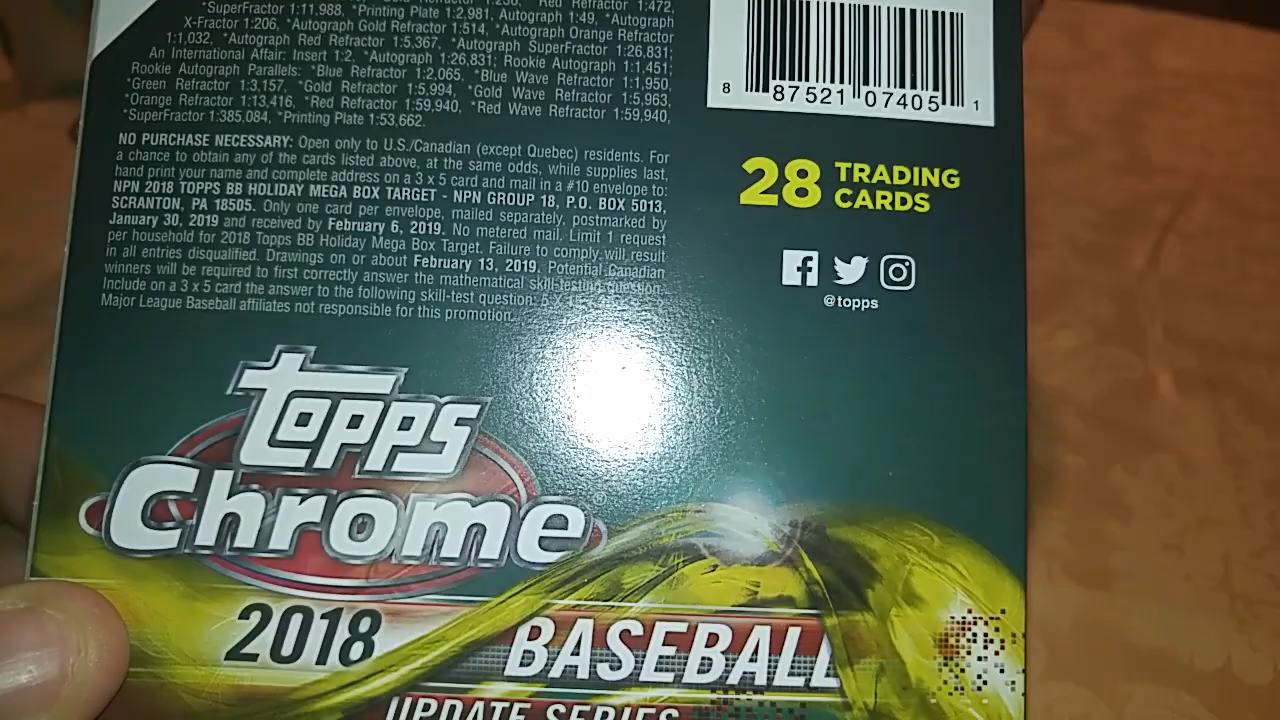 Red Refractor 1:472,
*SuperFractor 1:11,988, *Printing Plate 1:2,981, Autograph 1:49, *Autograph
X-Fractor 1:206, *Autograph Gold Refractor 1:514, *Autograph Orange Refractor
1:1,032, *Autograph Red Refractor 1:5,367, *Autograph SuperFractor 1:26,831;
An International Affair: Insert 1:2, *Autograph 1:26,831; Rookie Autograph 1:1,451;
Rookie Autograph Parallels: *Blue Refractor 1:2,065, *Blue Wave Refractor 1:1,950,
*Green Refractor 1:3,157, *Gold Refractor 1:5,994, *Gold Wave Refractor 1:5,963,
*Orange Refractor 1:13,416, *Red Refractor 1:59,940, *Red Wave Refractor 1:59,940,
*SuperFractor 1:385,084, *Printing Plate 1:53,662.
NO PURCHASE NECESSARY: Open only to U.S./Canadian (except Quebec) residents. For
a chance to obtain any of the cards listed above, at the same odds, while supplies last,
hand print your name and complete address on a 3 x 5 card and mail in a #10 envelope to:
NPN 2018 TOPPS BB HOLIDAY MEGA BOX TARGET - NPN GROUP 18, P.O. BOX 5013,
SCRANTON, PA 18505. Only one card per envelope, mailed separately, postmarked by
January 30, 2019 and received by February 6, 2019. No metered mail. Limit 1 request
per household for 2018 Topps BB Holiday Mega Box Target. Failure to comply will result
in all entries disqualified. Drawings on or about February 13, 2019. Potential Canadian
winners will be required to first correctly answer the mathematical skill-testing question.
Include on a 3 x 5 card the answer to the following skill-test question:
Major League Baseball affiliates not responsible for this promotion.
8 87521 07405 1
28 TRADING
CARDS
@topps
topps
Chrome®
2018 BASEBALL
UPDATE SERIES